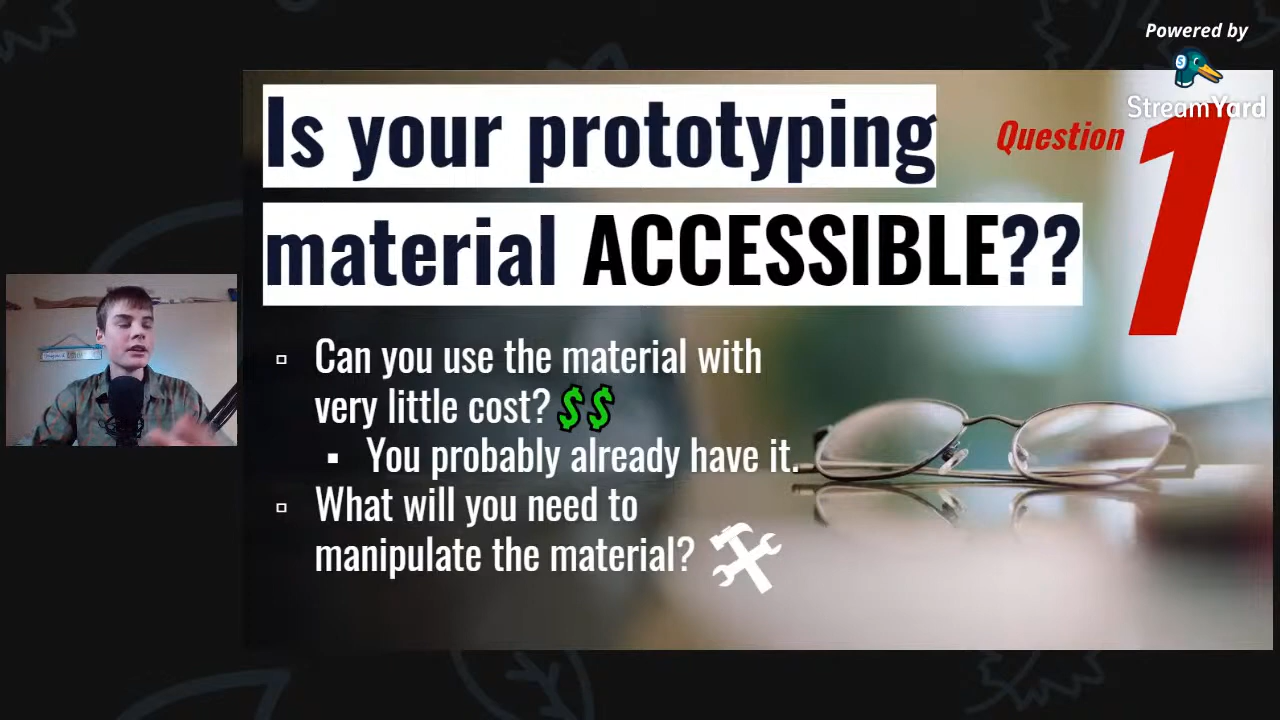 Powered by
StreamYard
Is your prototyping
Question
1
material ACCESSIBLE??
Can you use the material with
very little cost? $$
You probably already have it.
What will you need to
manipulate the material?